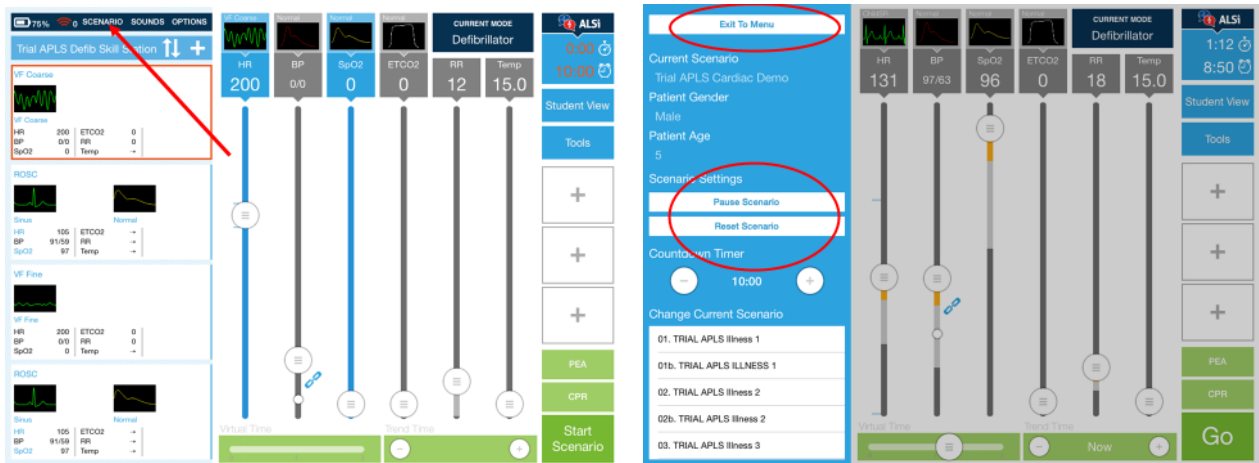 75% 0 SCENARIO SOUNDS OPTIONS
Trial APLS Defib Skill Station
VF Coarse
VF Coarse
HR 200 ETCO2 0
BP 0/0 RR 0
SpO2 0 Temp →
ROSC
Sinus Normal
HR 105 ETCO2 →
BP 91/59 RR →
SpO2 97 Temp →
VF Fine
VF Fine
HR 200 ETCO2 0
BP 0/0 RR 0
SpO2 0 Temp →
ROSC
Sinus Normal
HR 105 ETCO2 →
BP 91/59 RR →
SpO2 97 Temp →
VF Coarse Normal Normal Normal
HR BP SpO2 ETCO2 RR Temp
200 0/0 0 0 12 15.0
CURRENT MODE
Defibrillator
Virtual Time Trend Time
ALSi
0:00
10:00
Student View
Tools
+
+
+
PEA
CPR
Start
Scenario
Exit To Menu
Current Scenario
Trial APLS Cardiac Demo
Patient Gender
Male
Patient Age
5
Scenario Settings
Pause Scenario
Reset Scenario
Countdown Timer
− 10:00 +
Change Current Scenario
01. TRIAL APLS Illness 1
01b. TRIAL APLS ILLNESS 1
02. TRIAL APLS Illness 2
02b. TRIAL APLS Illness 2
03. TRIAL APLS Illness 3
Normal Normal Normal
CURRENT MODE
Defibrillator
HR BP SpO2 ETCO2 RR Temp
131 97/63 96 0 18 15.0
Virtual Time Trend Time
− Now +
ALSi
1:12
8:50
Student View
Tools
+
+
+
PEA
CPR
Go